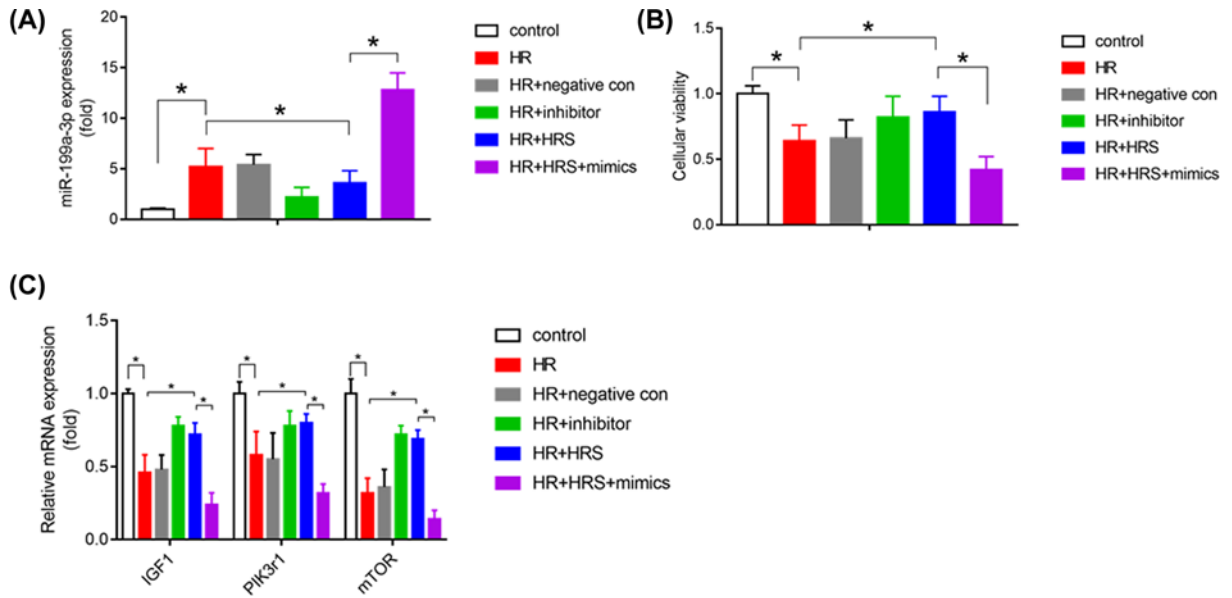 (A)
miR-199a-3p expression
(fold)
20
15
10
5
0
*
*
*
control
HR
HR+negative con
HR+inhibitor
HR+HRS
HR+HRS+mimics
(B)
Cellular viability
1.5
1.0
0.5
0.0
*
*
*
control
HR
HR+negative con
HR+inhibitor
HR+HRS
HR+HRS+mimics
(C)
Relative mRNA expression
(fold)
1.5
1.0
0.5
0.0
*
*
*
*
*
*
*
*
*
IGF1
PIK3r1
mTOR
control
HR
HR+negative con
HR+inhibitor
HR+HRS
HR+HRS+mimics